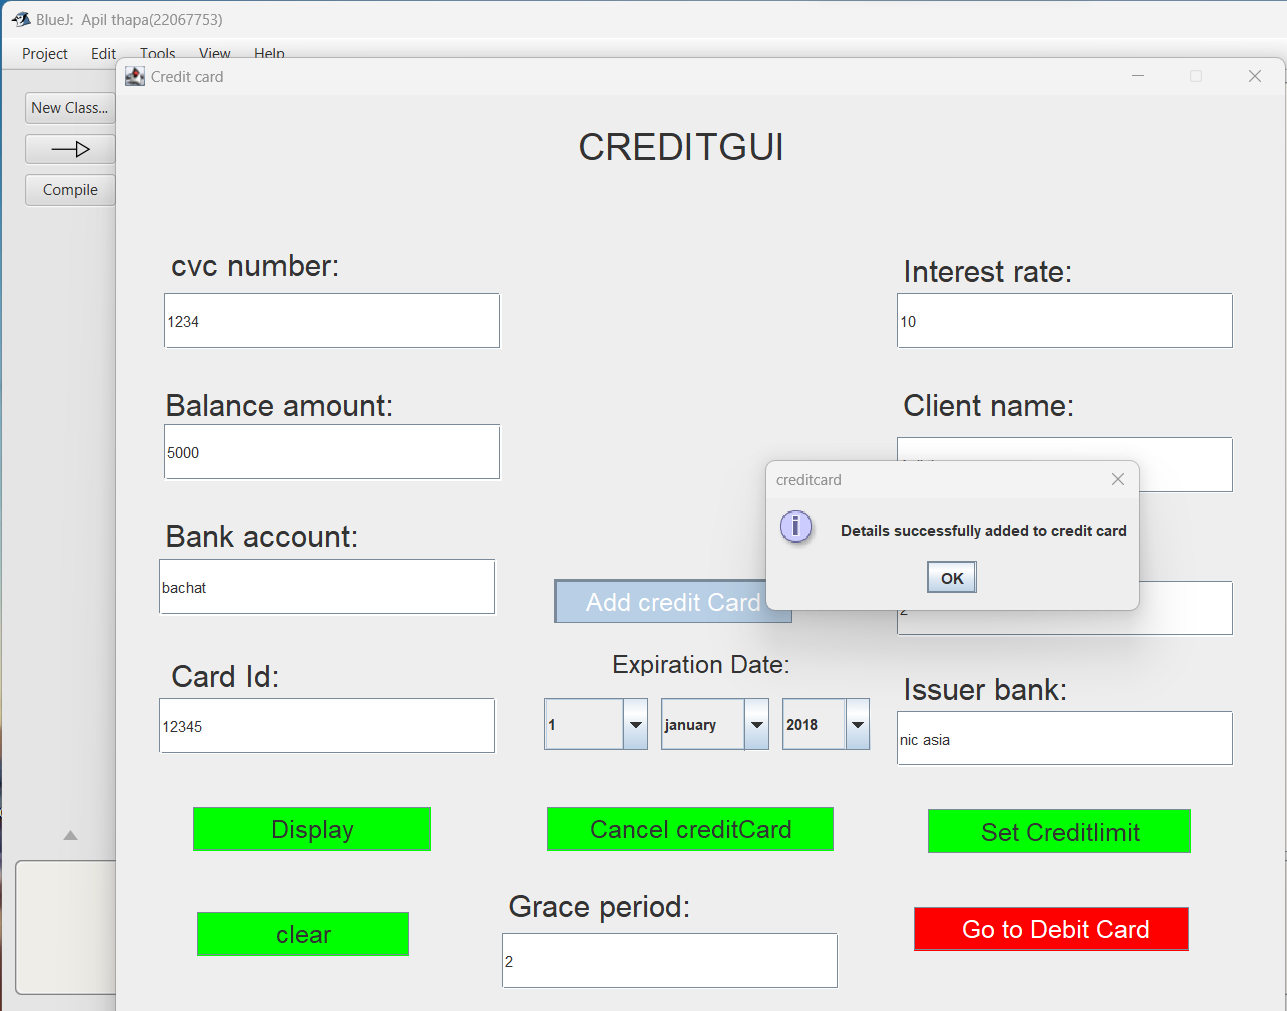 BlueJ: Apil thapa(22067753)
Project Edit Tools View Help
Credit card
New Class...
Compile
CREDITGUI
cvc number:
1234
Interest rate:
10
Balance amount:
5000
Client name:
creditcard
Details successfully added to credit card
OK
Bank account:
bachat
Add credit Card
2
Card Id:
12345
Expiration Date:
1 january 2018
Issuer bank:
nic asia
Display
Cancel creditCard
Set Creditlimit
clear
Grace period:
2
Go to Debit Card